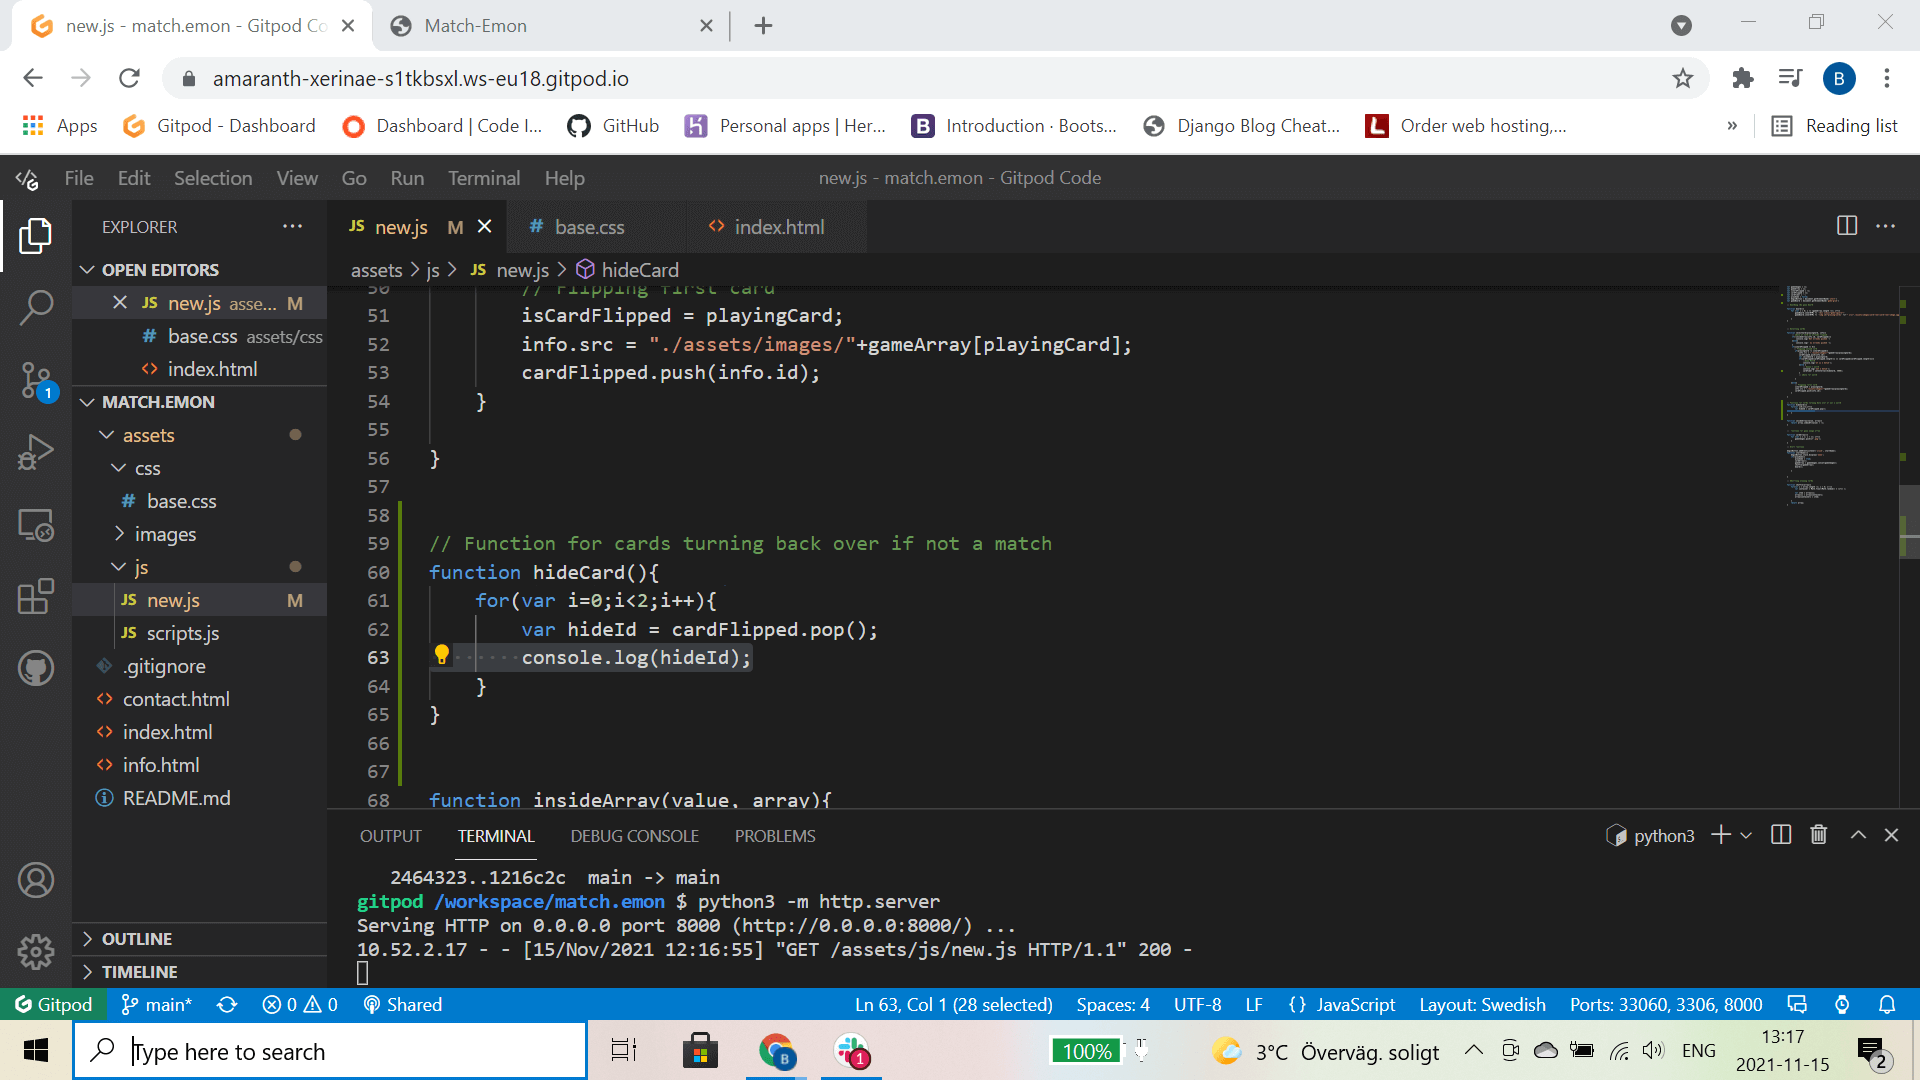 new.js - match.emon - Gitpod Co
Match-Emon
amaranth-xerinae-s1tkbsxl.ws-eu18.gitpod.io
B
Apps
Gitpod - Dashboard
Dashboard | Code I...
GitHub
Personal apps | Her...
Introduction · Boots...
Django Blog Cheat...
Order web hosting,...
»
Reading list
File Edit Selection View Go Run Terminal Help
new.js - match.emon - Gitpod Code
EXPLORER
JS new.js M
# base.css
<> index.html
OPEN EDITORS
assets > js > JS new.js > hideCard
JS new.js asse... M
# base.css assets/css
<> index.html
MATCH.EMON
assets
css
# base.css
images
js
JS new.js M
JS scripts.js
.gitignore
<> contact.html
<> index.html
<> info.html
README.md
OUTLINE
TIMELINE
1
50 // Flipping first card
51 isCardFlipped = playingCard;
52 info.src = "./assets/images/"+gameArray[playingCard];
53 cardFlipped.push(info.id);
54 }
55
56 }
57
58
59 // Function for cards turning back over if not a match
60 function hideCard(){
61 for(var i=0;i<2;i++){
62 var hideId = cardFlipped.pop();
63 console.log(hideId);
64 }
65 }
66
67
68 function insideArray(value, array){
OUTPUT TERMINAL DEBUG CONSOLE PROBLEMS
python3
2464323..1216c2c main -> main
gitpod /workspace/match.emon $ python3 -m http.server
Serving HTTP on 0.0.0.0 port 8000 (http://0.0.0.0:8000/) ...
10.52.2.17 - - [15/Nov/2021 12:16:55] "GET /assets/js/new.js HTTP/1.1" 200 -
Gitpod main* 0 0 Shared
Ln 63, Col 1 (28 selected) Spaces: 4 UTF-8 LF {} JavaScript Layout: Swedish Ports: 33060, 3306, 8000
Type here to search
B
1
100%
3°C Överväg. soligt
ENG
13:17
2021-11-15
2